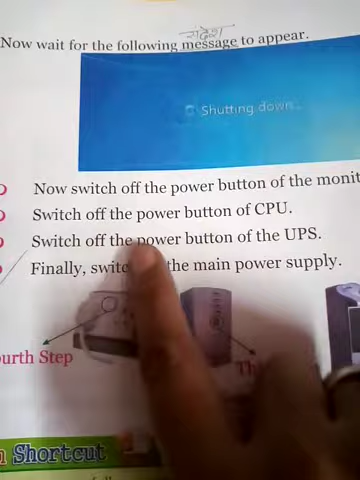 संदेश
Now wait for the following message to appear.
Shutting down...
Now switch off the power button of the monit
Switch off the power button of CPU.
Switch off the power button of the UPS.
Finally, switc the main power supply.
ourth Step
Th
n Shortcut